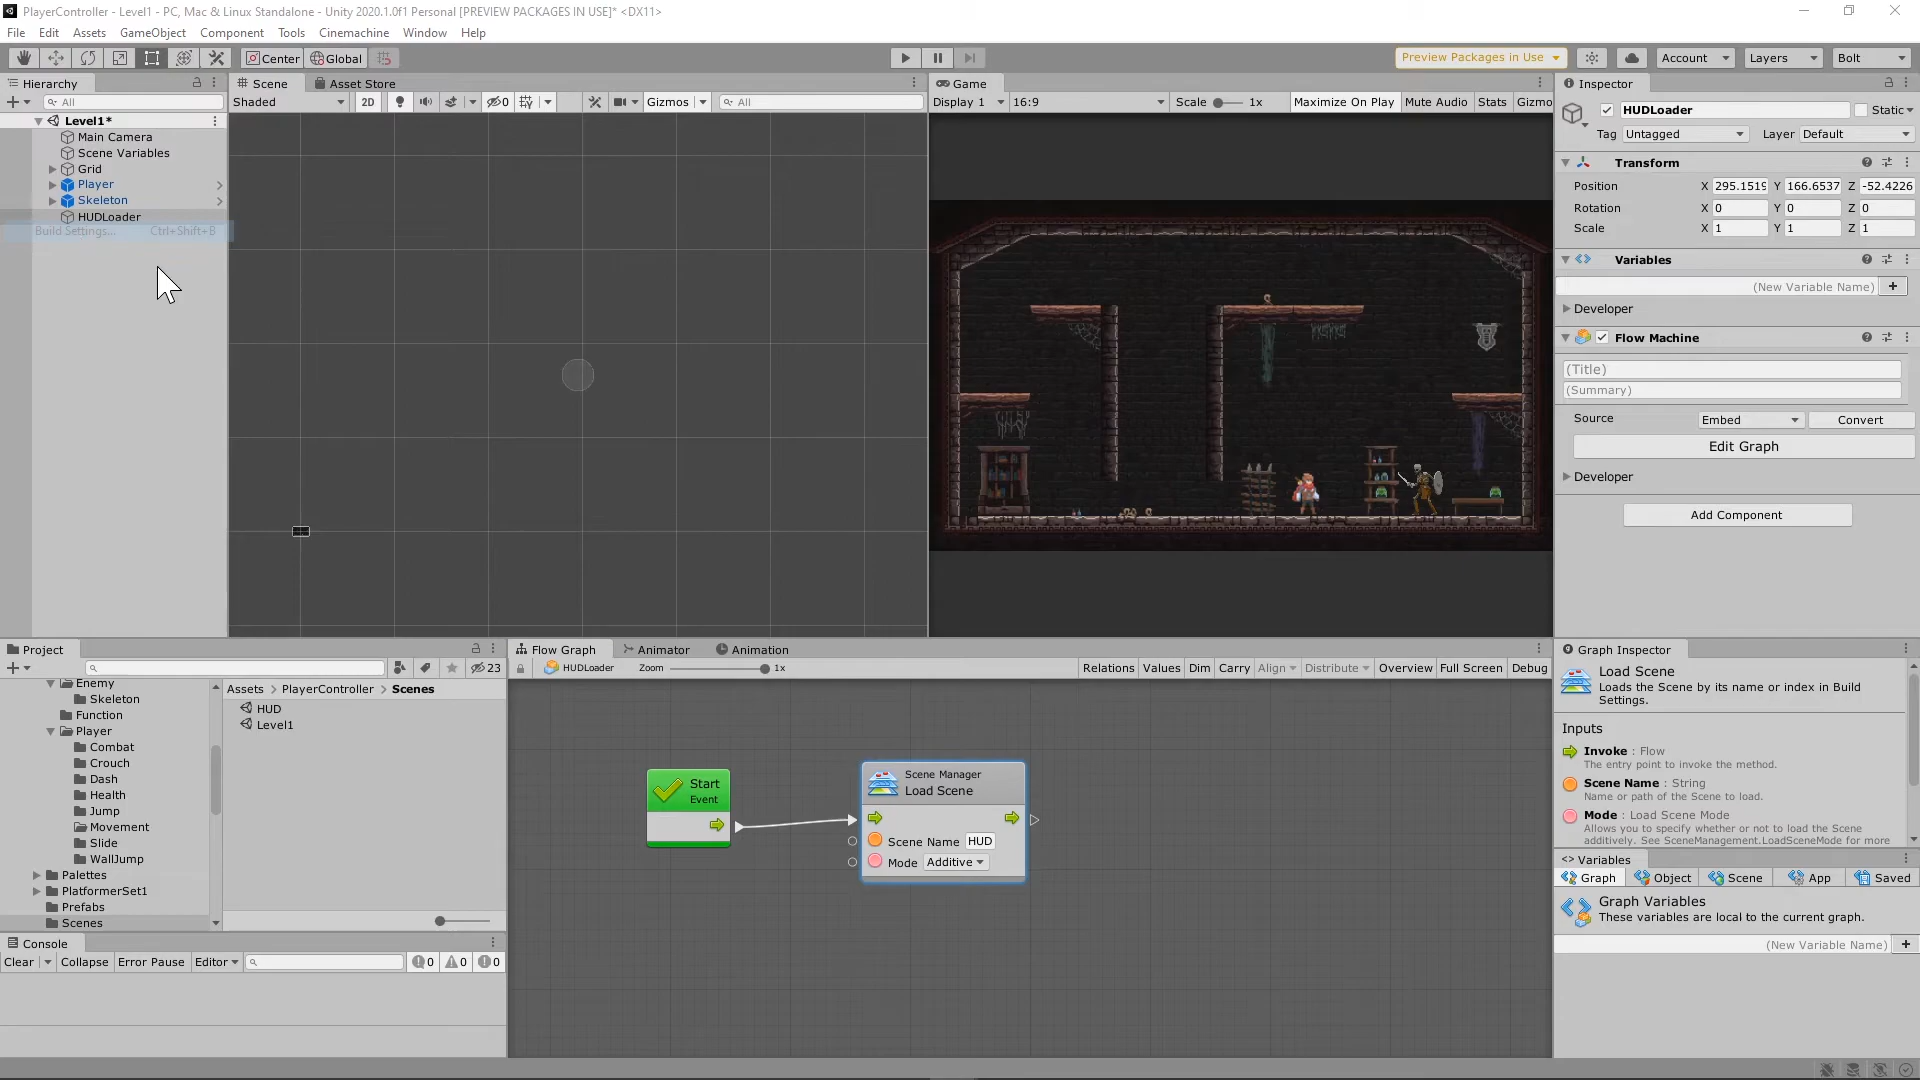 PlayerController - Level1 - PC, Mac & Linux Standalone - Unity 2020.1.0f1 Personal [PREVIEW PACKAGES IN USE]* <DX11>
File Edit Assets GameObject Component Tools Cinemachine Window Help
Center Global Preview Packages in Use Account Layers Bolt
Hierarchy Scene Asset Store Game Inspector
All Shaded 2D 0 Gizmos All Display 1 16:9 Scale 1x Maximize On Play Mute Audio Stats Gizmo
HUDLoader Static
Level1*
Tag Untagged Layer Default
Main Camera
Scene Variables
Grid
Player
Skeleton
HUDLoader
Build Settings... Ctrl+Shift+B
Transform
Position X 295.1519 Y 166.6537 Z -52.4226
Rotation X 0 Y 0 Z 0
Scale X 1 Y 1 Z 1
Variables
(New Variable Name)
Developer
Flow Machine
(Title)
(Summary)
Source Embed Convert
Edit Graph
Developer
Add Component
Project
23
Enemy
Skeleton
Function
Player
Combat
Crouch
Dash
Health
Jump
Movement
Slide
WallJump
Palettes
PlatformerSet1
Prefabs
Scenes
Assets > PlayerController > Scenes
HUD
Level1
Console
Clear Collapse Error Pause Editor 0 0 0
Flow Graph Animator Animation
HUDLoader Zoom 1x Relations Values Dim Carry Align Distribute Overview Full Screen Debug
Start
Event
Scene Manager
Load Scene
Scene Name HUD
Mode Additive
Graph Inspector
Load Scene
Loads the Scene by its name or index in Build
Settings.
Inputs
Invoke : Flow
The entry point to invoke the method.
Scene Name : String
Name or path of the Scene to load.
Mode : Load Scene Mode
Allows you to specify whether or not to load the Scene
additively. See SceneManagement.LoadSceneMode for more
<> Variables
Graph Object Scene App Saved
Graph Variables
These variables are local to the current graph.
(New Variable Name)